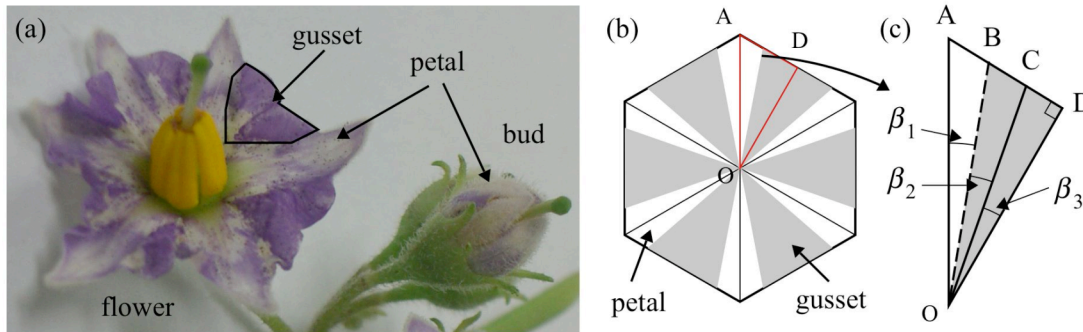 (a)
gusset
petal
bud
flower
(b)
A
D
O
petal
gusset
(c)
A
B
C
D
β₁
β₂
β₃
O